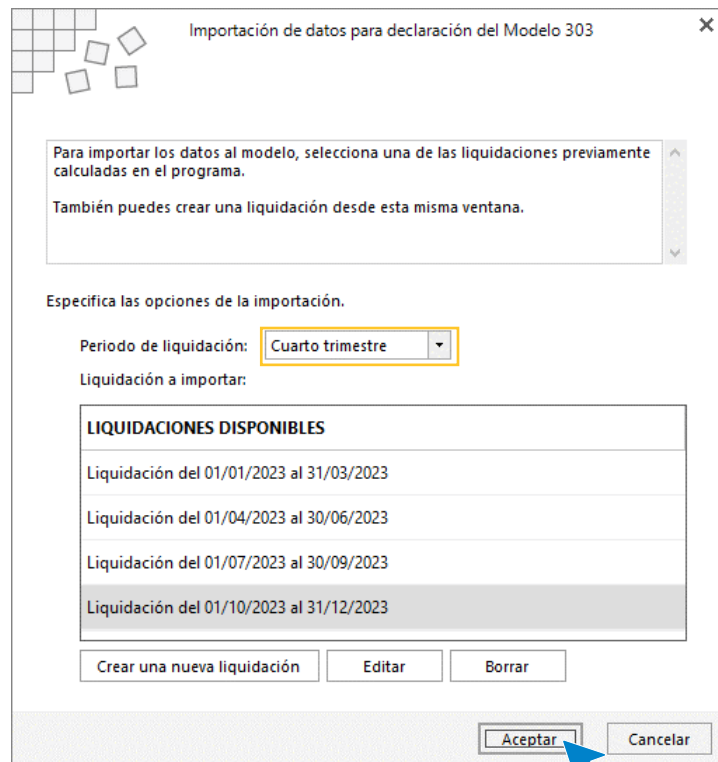 Importación de datos para declaración del Modelo 303
Para importar los datos al modelo, selecciona una de las liquidaciones previamente
calculadas en el programa.
También puedes crear una liquidación desde esta misma ventana.
Especifica las opciones de la importación.
Periodo de liquidación: Cuarto trimestre
Liquidación a importar:
LIQUIDACIONES DISPONIBLES
Liquidación del 01/01/2023 al 31/03/2023
Liquidación del 01/04/2023 al 30/06/2023
Liquidación del 01/07/2023 al 30/09/2023
Liquidación del 01/10/2023 al 31/12/2023
Crear una nueva liquidación Editar Borrar
Aceptar Cancelar